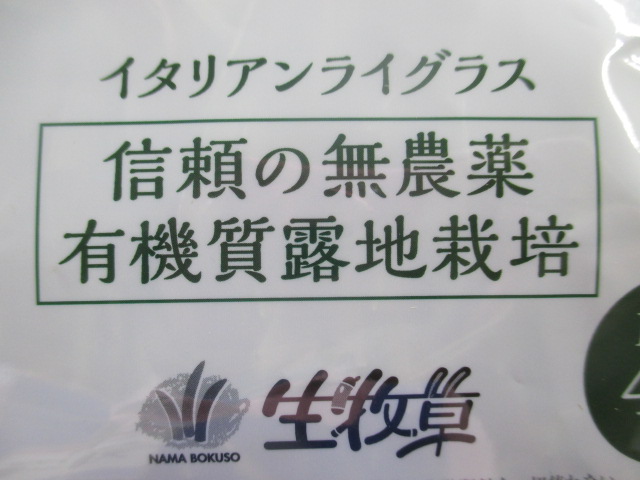 イタリアンライグラス
信頼の無農薬
有機質露地栽培
生牧草
NAMA BOKUSO